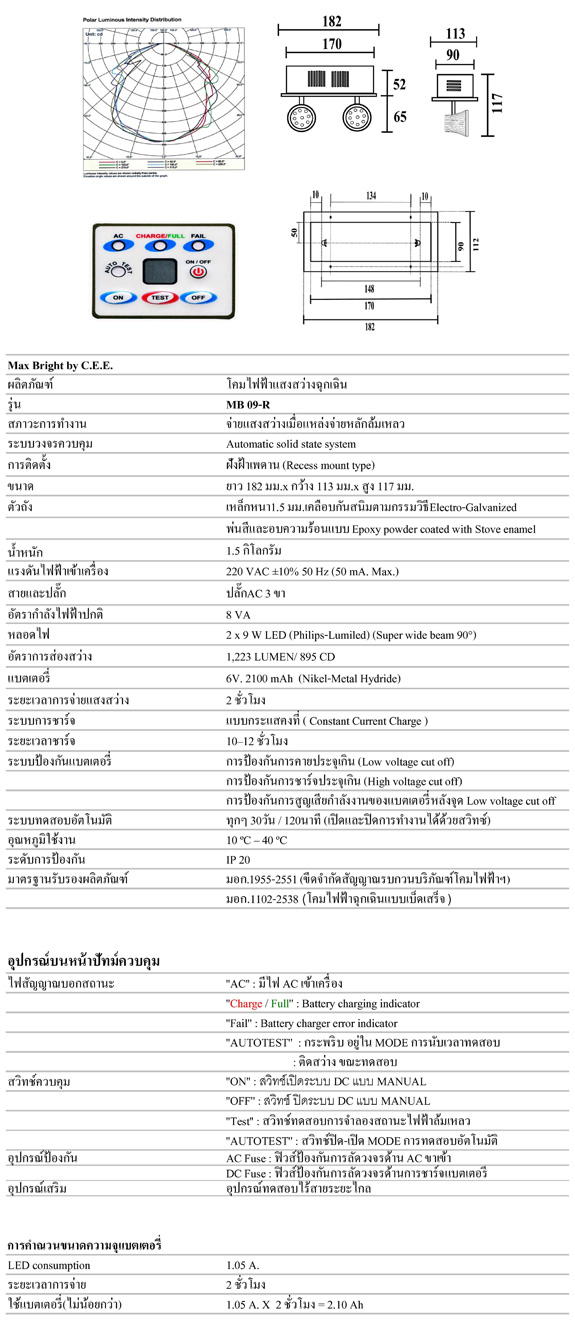 Polar Luminous Intensity Distribution
Unit: cd
182
170
52
65
113
90
117
AC CHARGE/FULL FAIL
AUTO TEST
ON / OFF
ON TEST OFF
10 134 10
50
90
112
148
170
182
Max Bright by C.E.E.
ผลิตภัณฑ์ โคมไฟฟ้าแสงสว่างฉุกเฉิน
รุ่น MB 09-R
สภาวะการทำงาน จ่ายแสงสว่างเมื่อแหล่งจ่ายหลักล้มเหลว
ระบบวงจรควบคุม Automatic solid state system
การติดตั้ง ฝังฝ้าเพดาน (Recess mount type)
ขนาด ยาว 182 มม.x กว้าง 113 มม.x สูง 117 มม.
ตัวถัง เหล็กหนา1.5 มม.เคลือบกันสนิมตามกรรมวิธีElectro-Galvanized
พ่นสีและอบความร้อนแบบ Epoxy powder coated with Stove enamel
น้ำหนัก 1.5 กิโลกรัม
แรงดันไฟฟ้าเข้าเครื่อง 220 VAC ±10% 50 Hz (50 mA. Max.)
สายและปลั๊ก ปลั๊กAC 3 ขา
อัตรากำลังไฟฟ้าปกติ 8 VA
หลอดไฟ 2 x 9 W LED (Philips-Lumiled) (Super wide beam 90°)
อัตราการส่องสว่าง 1,223 LUMEN/ 895 CD
แบตเตอรี่ 6V. 2100 mAh (Nikel-Metal Hydride)
ระยะเวลาการจ่ายแสงสว่าง 2 ชั่วโมง
ระบบการชาร์จ แบบกระแสคงที่ ( Constant Current Charge )
ระยะเวลาชาร์จ 10–12 ชั่วโมง
ระบบป้องกันแบตเตอรี่ การป้องกันการคายประจุเกิน (Low voltage cut off)
การป้องกันการชาร์จประจุเกิน (High voltage cut off)
การป้องกันการสูญเสียกำลังงานของแบตเตอรี่หลังจุด Low voltage cut off
ระบบทดสอบอัตโนมัติ ทุกๆ 30วัน / 120นาที (เปิดและปิดการทำงานได้ด้วยสวิทซ์)
อุณหภูมิใช้งาน 10 ºC – 40 ºC
ระดับการป้องกัน IP 20
มาตรฐานรับรองผลิตภัณฑ์ มอก.1955-2551 (ขีดจำกัดสัญญาณรบกวนบริภัณฑ์โคมไฟฟ้าฯ)
มอก.1102-2538 (โคมไฟฟ้าฉุกเฉินแบบเบ็ดเสร็จ )
อุปกรณ์บนหน้าปัทม์ควบคุม
ไฟสัญญาณบอกสถานะ "AC" : มีไฟ AC เข้าเครื่อง
"Charge / Full" : Battery charging indicator
"Fail" : Battery charger error indicator
"AUTOTEST" : กระพริบ อยู่ใน MODE การนับเวลาทดสอบ
: ติดสว่าง ขณะทดสอบ
สวิทช์ควบคุม "ON" : สวิทช์เปิดระบบ DC แบบ MANUAL
"OFF" : สวิทช์ ปิดระบบ DC แบบ MANUAL
"Test" : สวิทช์ทดสอบการจำลองสถานะไฟฟ้าล้มเหลว
"AUTOTEST" : สวิทช์ปิด-เปิด MODE การทดสอบอัตโนมัติ
อุปกรณ์ป้องกัน AC Fuse : ฟิวส์ป้องกันการลัดวงจรด้าน AC ขาเข้า
DC Fuse : ฟิวส์ป้องกันการลัดวงจรด้านการชาร์จแบตเตอรี่
อุปกรณ์เสริม อุปกรณ์ทดสอบไร้สายระยะไกล
การคำณวนขนาดความจุแบตเตอรี่
LED consumption 1.05 A.
ระยะเวลาการจ่าย 2 ชั่วโมง
ใช้แบตเตอรี่(ไม่น้อยกว่า) 1.05 A. X 2 ชั่วโมง = 2.10 Ah